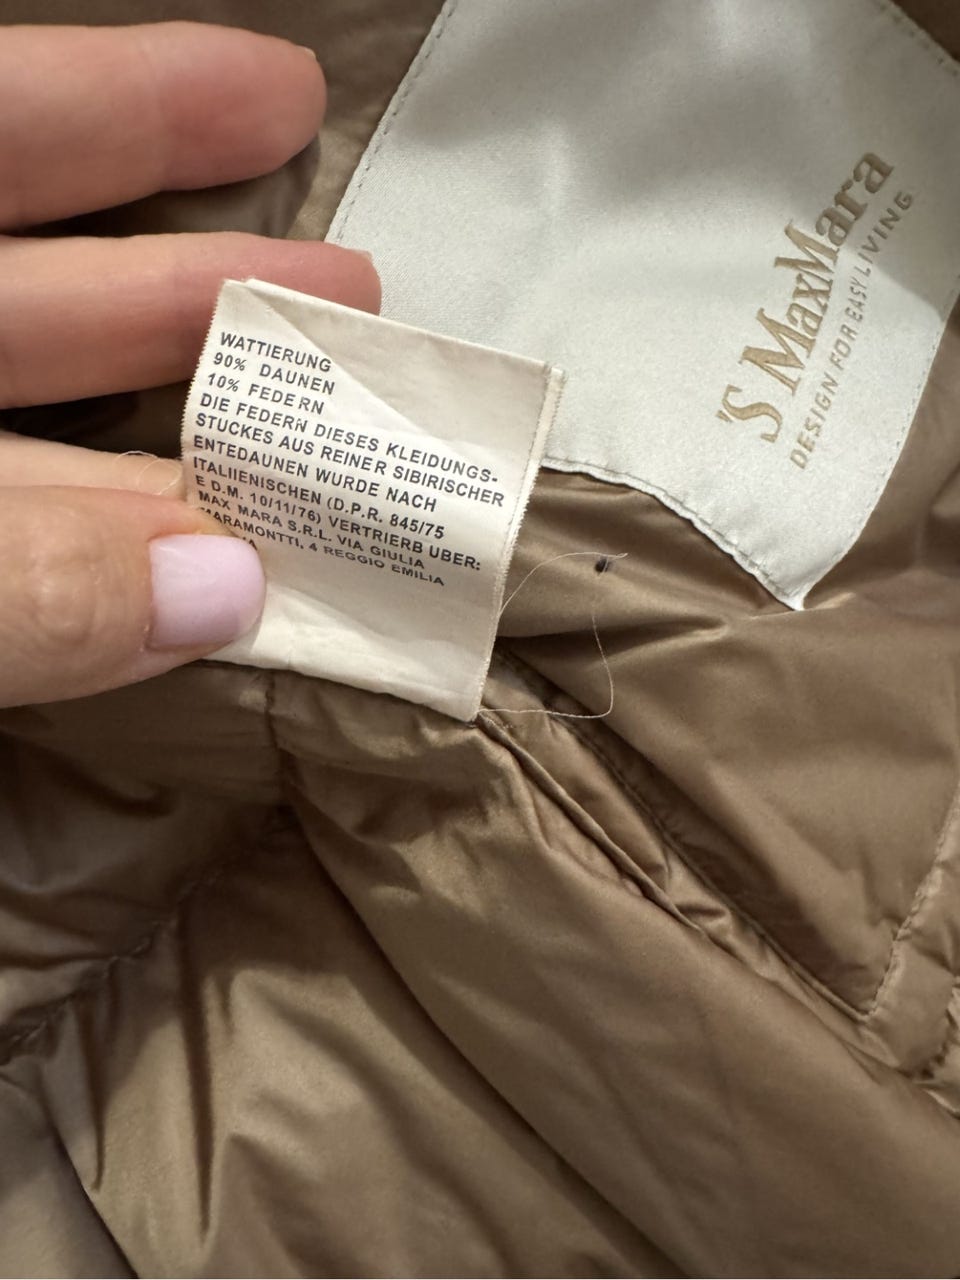 WATTIERUNG
90% DAUNEN
10% FEDERN
DIE FEDERN DIESES KLEIDUNGS-
STUCKES AUS REINER SIBIRISCHER
ENTEDAUNEN WURDE NACH
ITALIIENISCHEN (D.P.R. 845/75
E D.M. 10/11/76) VERTRIERB UBER:
MAX MARA S.R.L. VIA GIULIA
MARAMONTTI, 4 REGGIO EMILIA
'S MaxMara
DESIGN FOR EASY LIVING